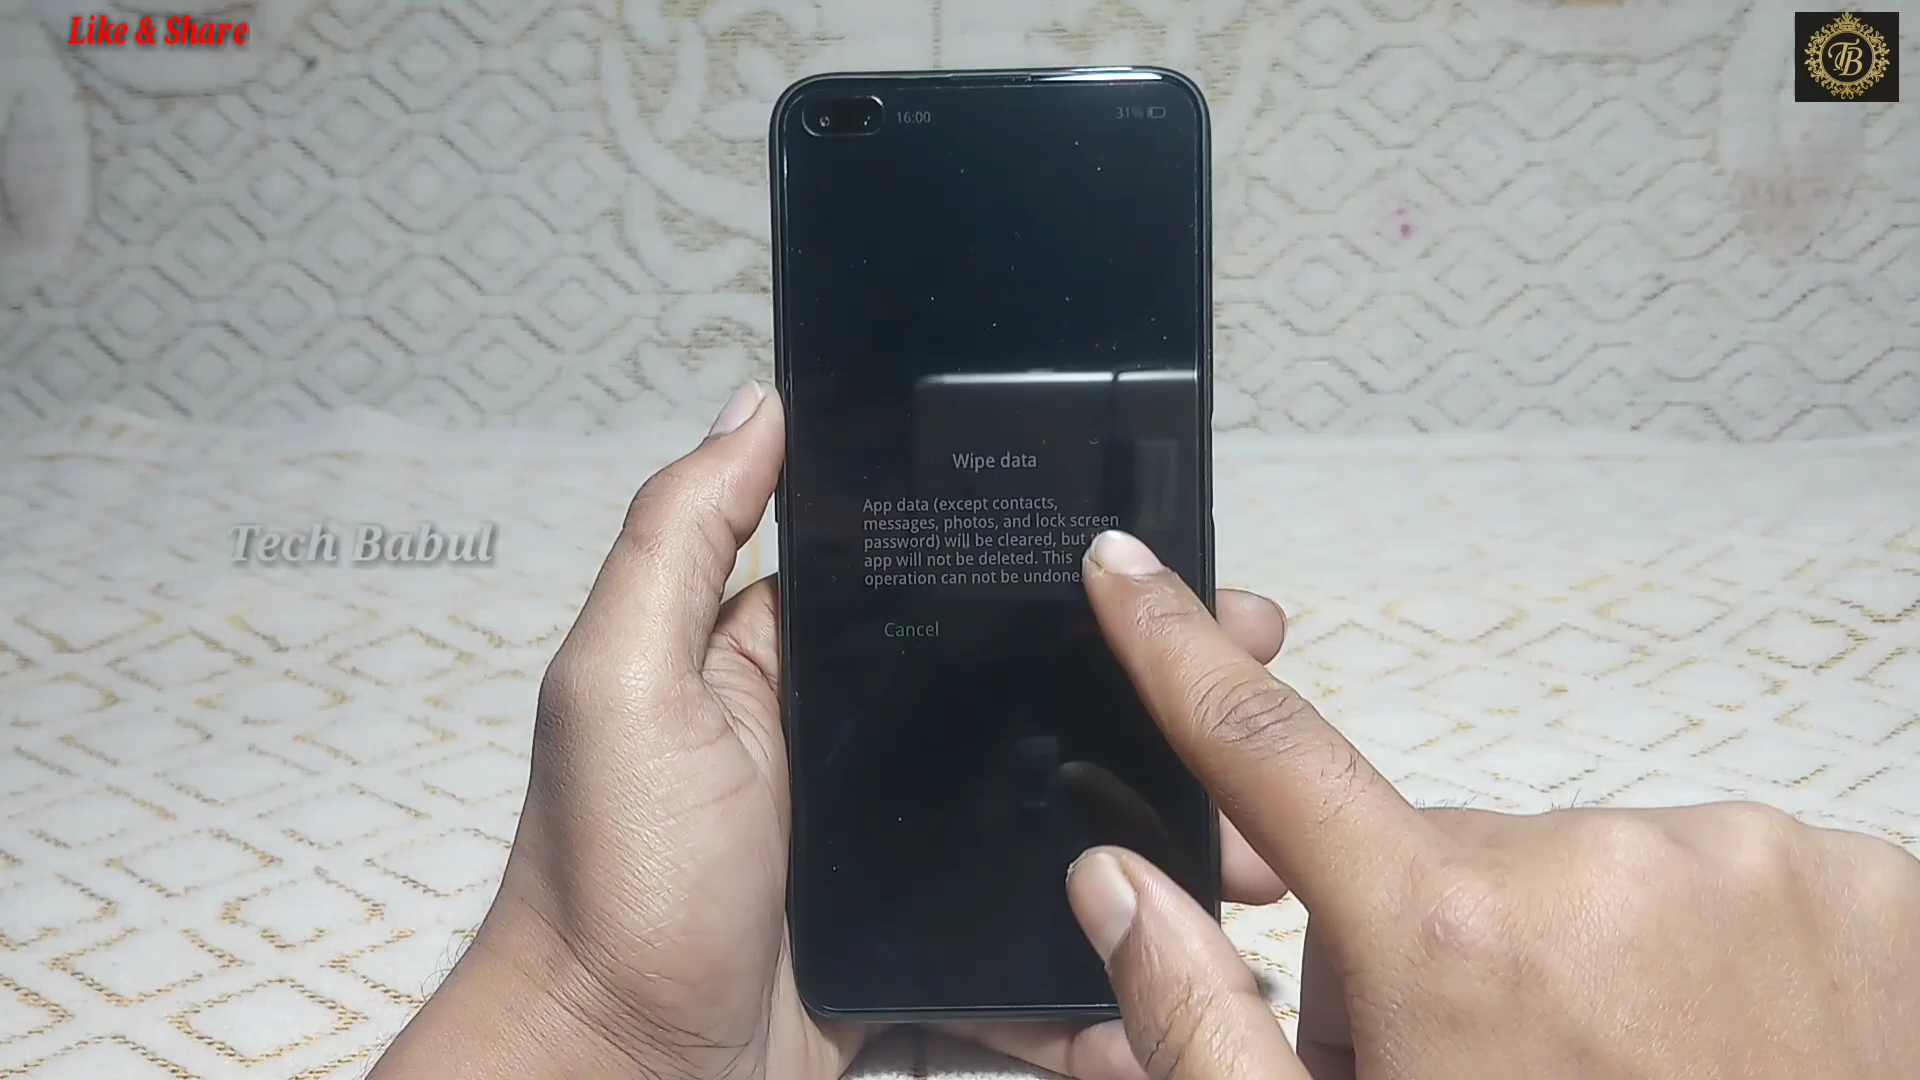 Like & Share
TB
16:00
31%
Wipe data
App data (except contacts,
messages, photos, and lock screen
password) will be cleared, but
app will not be deleted. This
operation can not be undone.
Cancel
Tech Babul